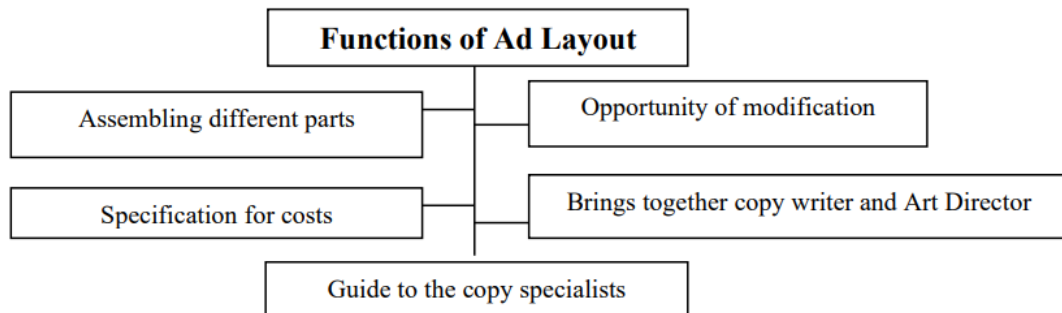 Functions of Ad Layout
Assembling different parts
Opportunity of modification
Specification for costs
Brings together copy writer and Art Director
Guide to the copy specialists